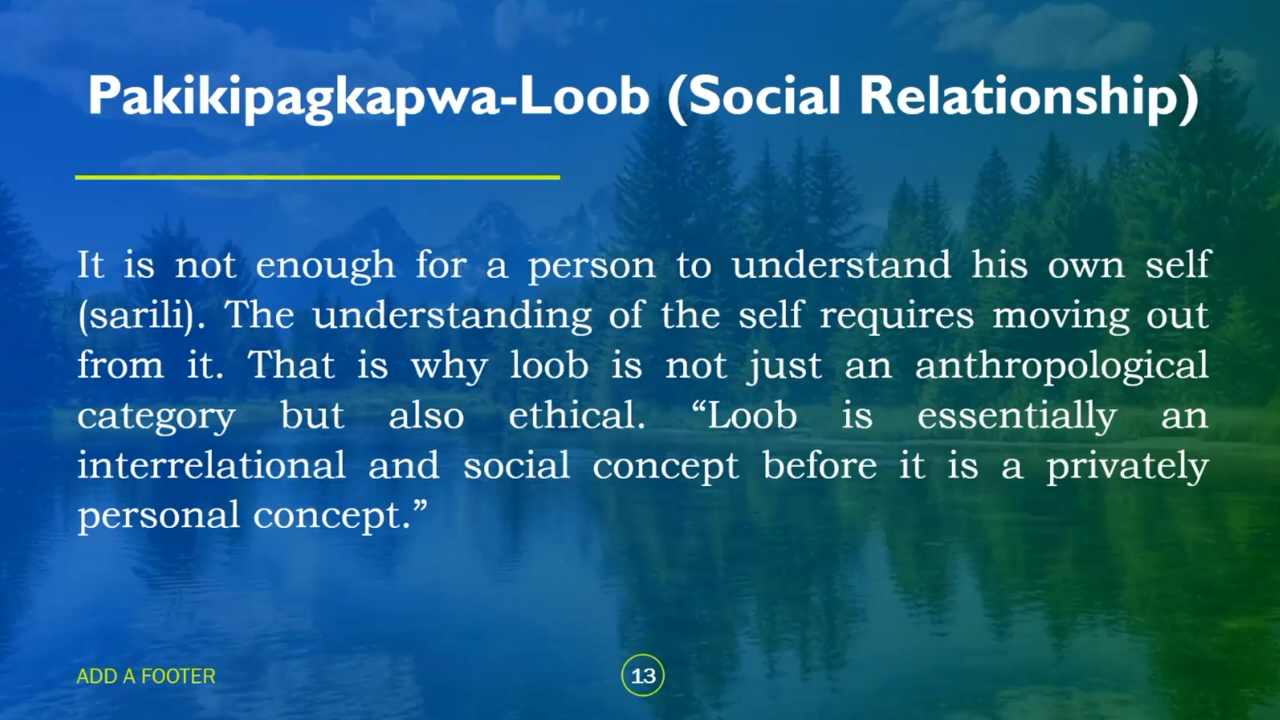 Pakikipagkapwa-Loob (Social Relationship)
It is not enough for a person to understand his own self
(sarili). The understanding of the self requires moving out
from it. That is why loob is not just an anthropological
category but also ethical. “Loob is essentially an
interrelational and social concept before it is a privately
personal concept.”
ADD A FOOTER
13